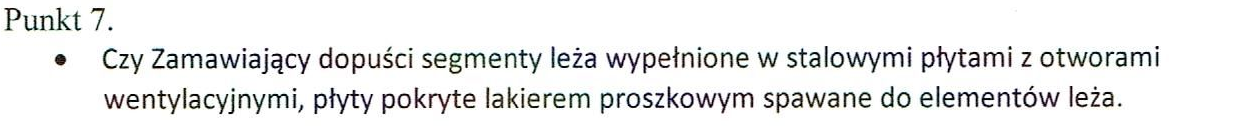 Punkt 7.
• Czy Zamawiający dopuści segmenty leża wypełnione w stalowymi płytami z otworami
wentylacyjnymi, płyty pokryte lakierem proszkowym spawane do elementów leża.